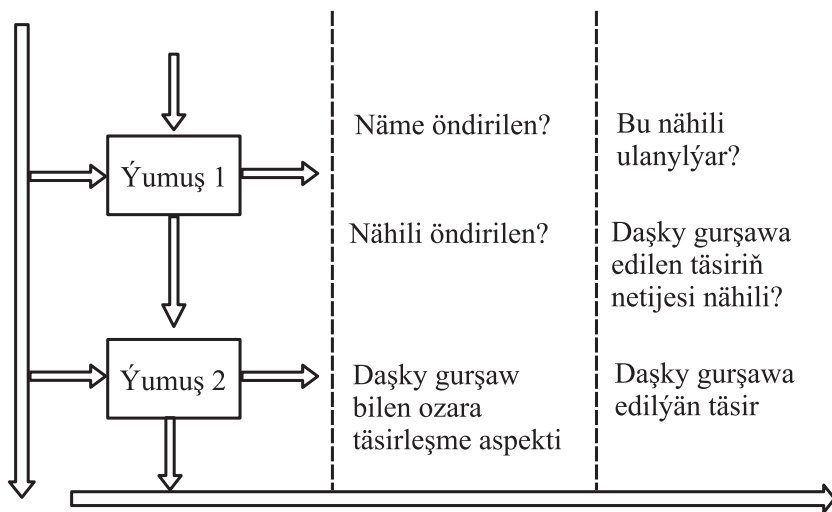 Ýumuş 1
Ýumuş 2
Näme öndirilen?
Nähili öndirilen?
Daşky gurşaw
bilen ozara
täsirleşme aspekti
Bu nähili
ulanylýar?
Daşky gurşawa
edilen täsiriň
netijesi nähili?
Daşky gurşawa
edilýän täsir